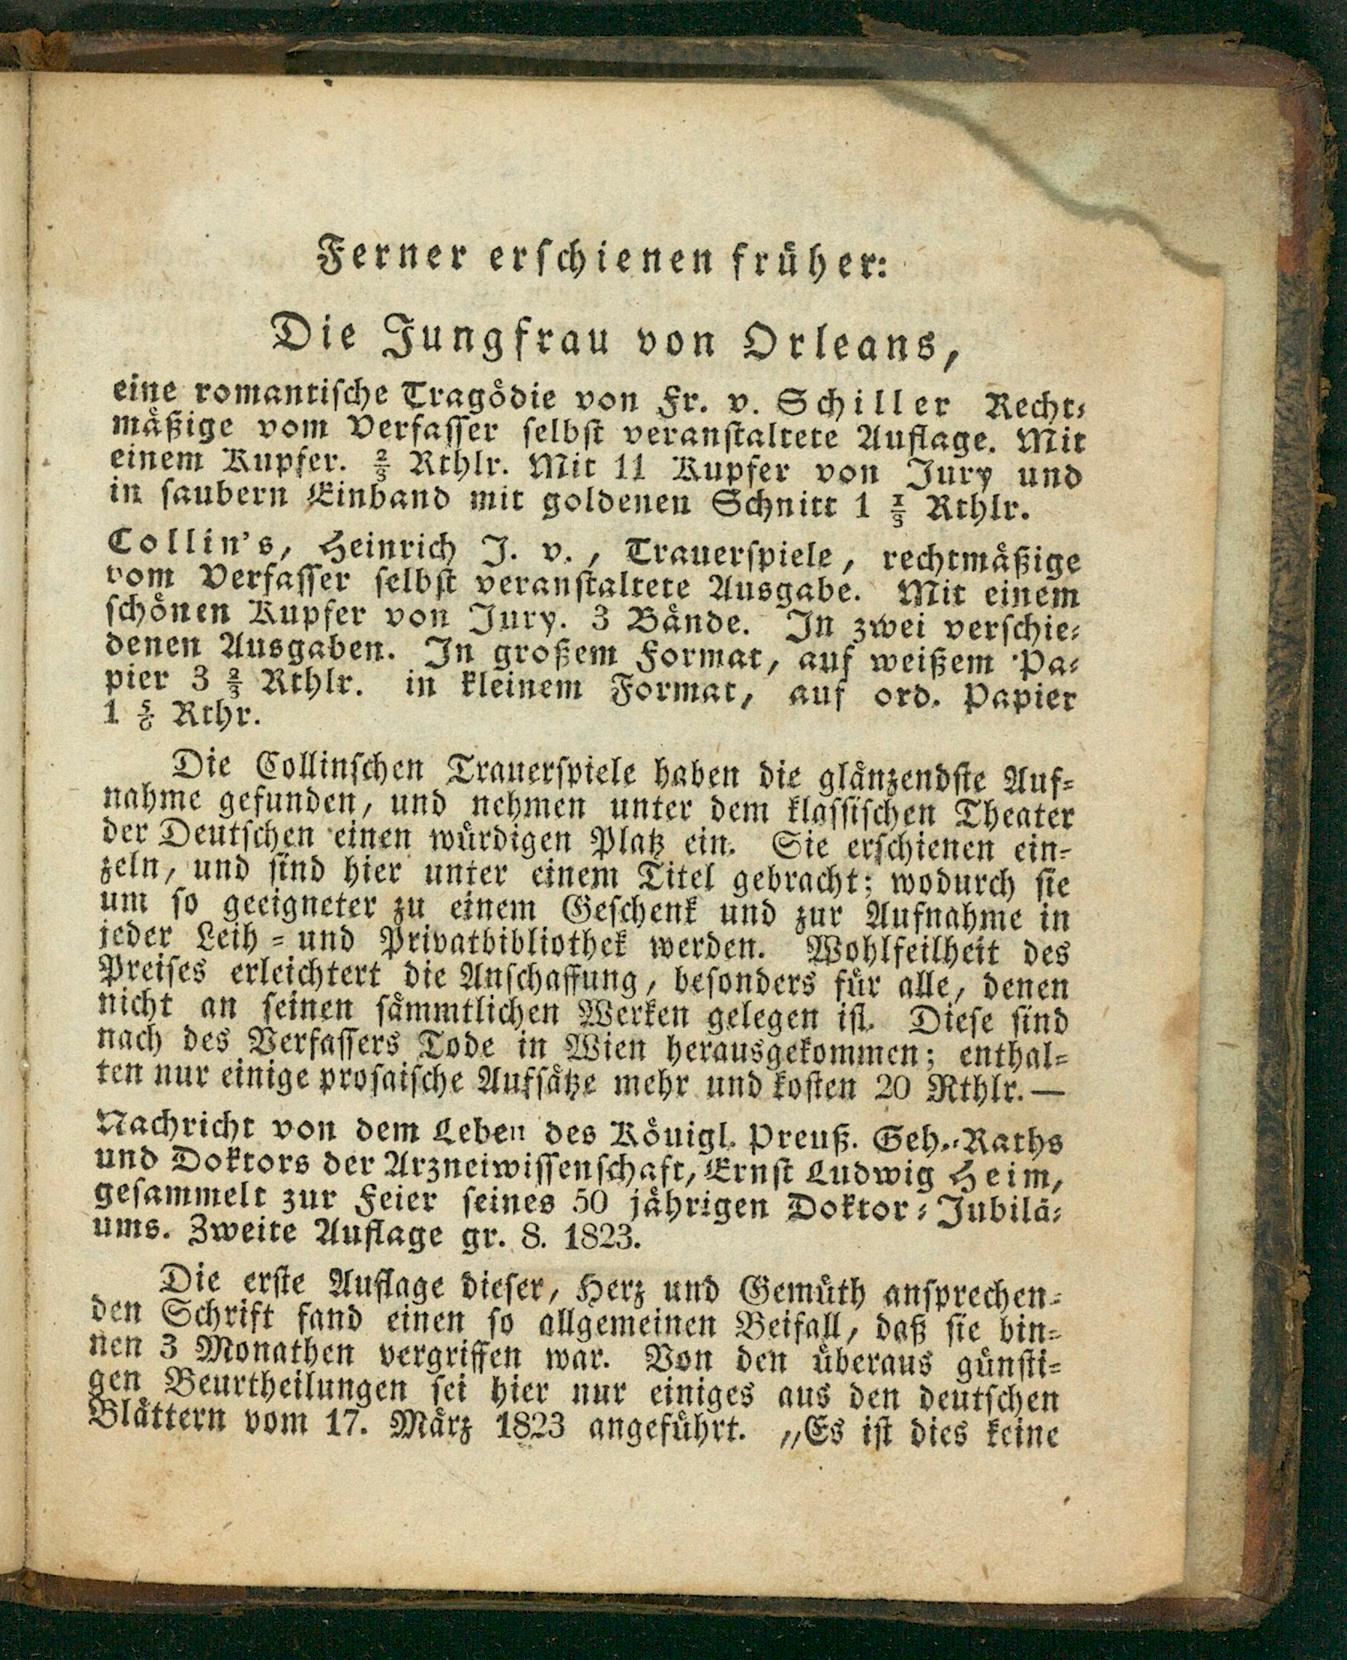 Ferner erschienen früher:
Die Jungfrau von Orleans,
eine romantische Tragödie von Fr. v. Schiller Recht-
mäßige vom Verfasser selbst veranstaltete Auflage. Mit
einem Kupfer. ⅔ Rthlr. Mit 11 Kupfer von Jury und
in saubern Einband mit goldenen Schnitt 1 ⅓ Rthlr.
Collin's, Heinrich J. v., Trauerspiele, rechtmäßige
vom Verfasser selbst veranstaltete Ausgabe. Mit einem
schönen Kupfer von Jury. 3 Bände. In zwei verschie-
denen Ausgaben. In großem Format, auf weißem Pa-
pier 3 ⅔ Rthlr. in kleinem Format, auf ord. Papier
1 ⅚ Rthr.
Die Collinschen Trauerspiele haben die glänzendste Auf-
nahme gefunden, und nehmen unter dem klassischen Theater
der Deutschen einen würdigen Platz ein. Sie erschienen ein-
zeln, und sind hier unter einem Titel gebracht; wodurch sie
um so geeigneter zu einem Geschenk und zur Aufnahme in
jeder Leih- und Privatbibliothek werden. Wohlfeilheit des
Preises erleichtert die Anschaffung, besonders für alle, denen
nicht an seinen sämmtlichen Werken gelegen ist. Diese sind
nach des Verfassers Tode in Wien herausgekommen; enthal-
ten nur einige prosaische Aufsätze mehr und kosten 20 Rthlr. —
Nachricht von dem Leben des Königl. Preuß. Geh.-Raths
und Doktors der Arzneiwissenschaft, Ernst Ludwig Heim,
gesammelt zur Feier seines 50 jährigen Doktor-Jubilä-
ums. Zweite Auflage gr. 8. 1823.
Die erste Auflage dieser, Herz und Gemüth ansprechen-
den Schrift fand einen so allgemeinen Beifall, daß sie bin-
nen 3 Monathen vergriffen war. Von den überaus günsti-
gen Beurtheilungen sei hier nur einiges aus den deutschen
Blättern vom 17. März 1823 angeführt. „Es ist dies keine